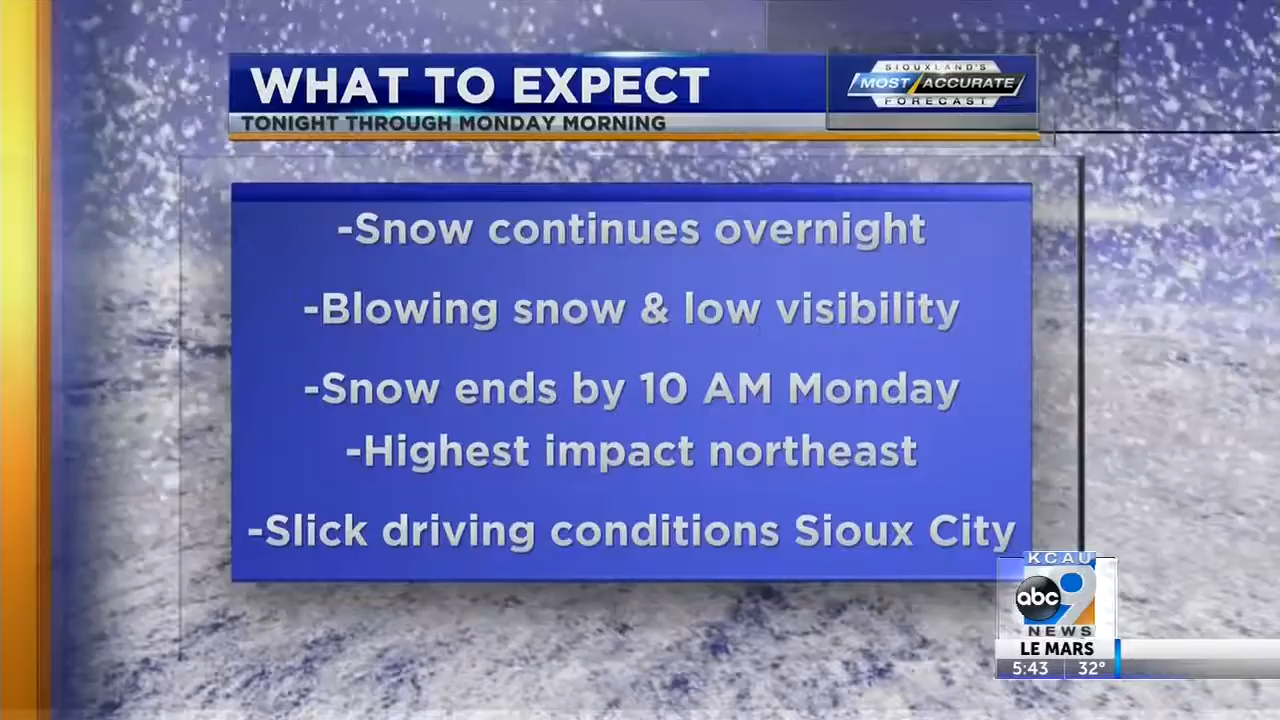 WHAT TO EXPECT
SIOUXLAND'S
MOST ACCURATE
FORECAST
TONIGHT THROUGH MONDAY MORNING
-Snow continues overnight
-Blowing snow & low visibility
-Snow ends by 10 AM Monday
-Highest impact northeast
-Slick driving conditions Sioux City
KCAU
abc 9
NEWS
LE MARS
5:43 32°